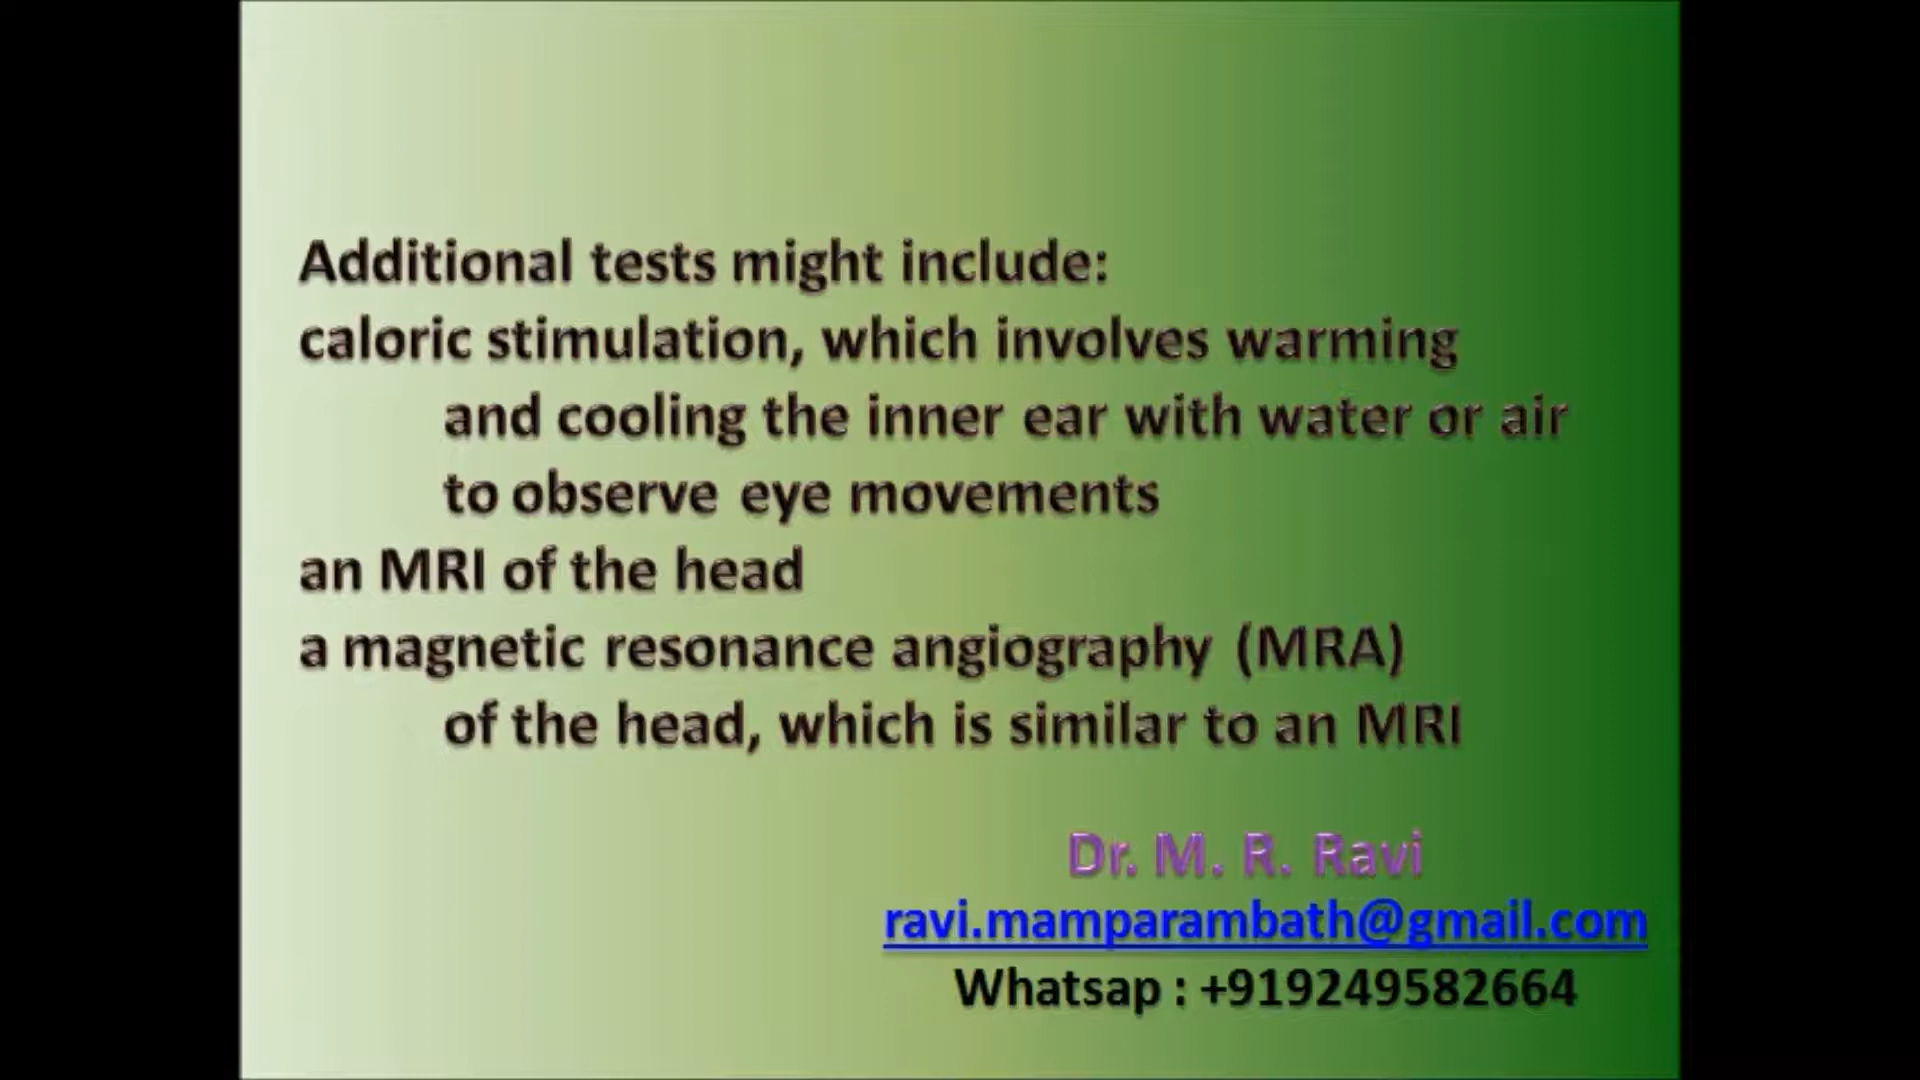 Additional tests might include:
caloric stimulation, which involves warming
and cooling the inner ear with water or air
to observe eye movements
an MRI of the head
a magnetic resonance angiography (MRA)
of the head, which is similar to an MRI
Dr. M. R. Ravi
ravi.mamparambath@gmail.com
Whatsap : +919249582664